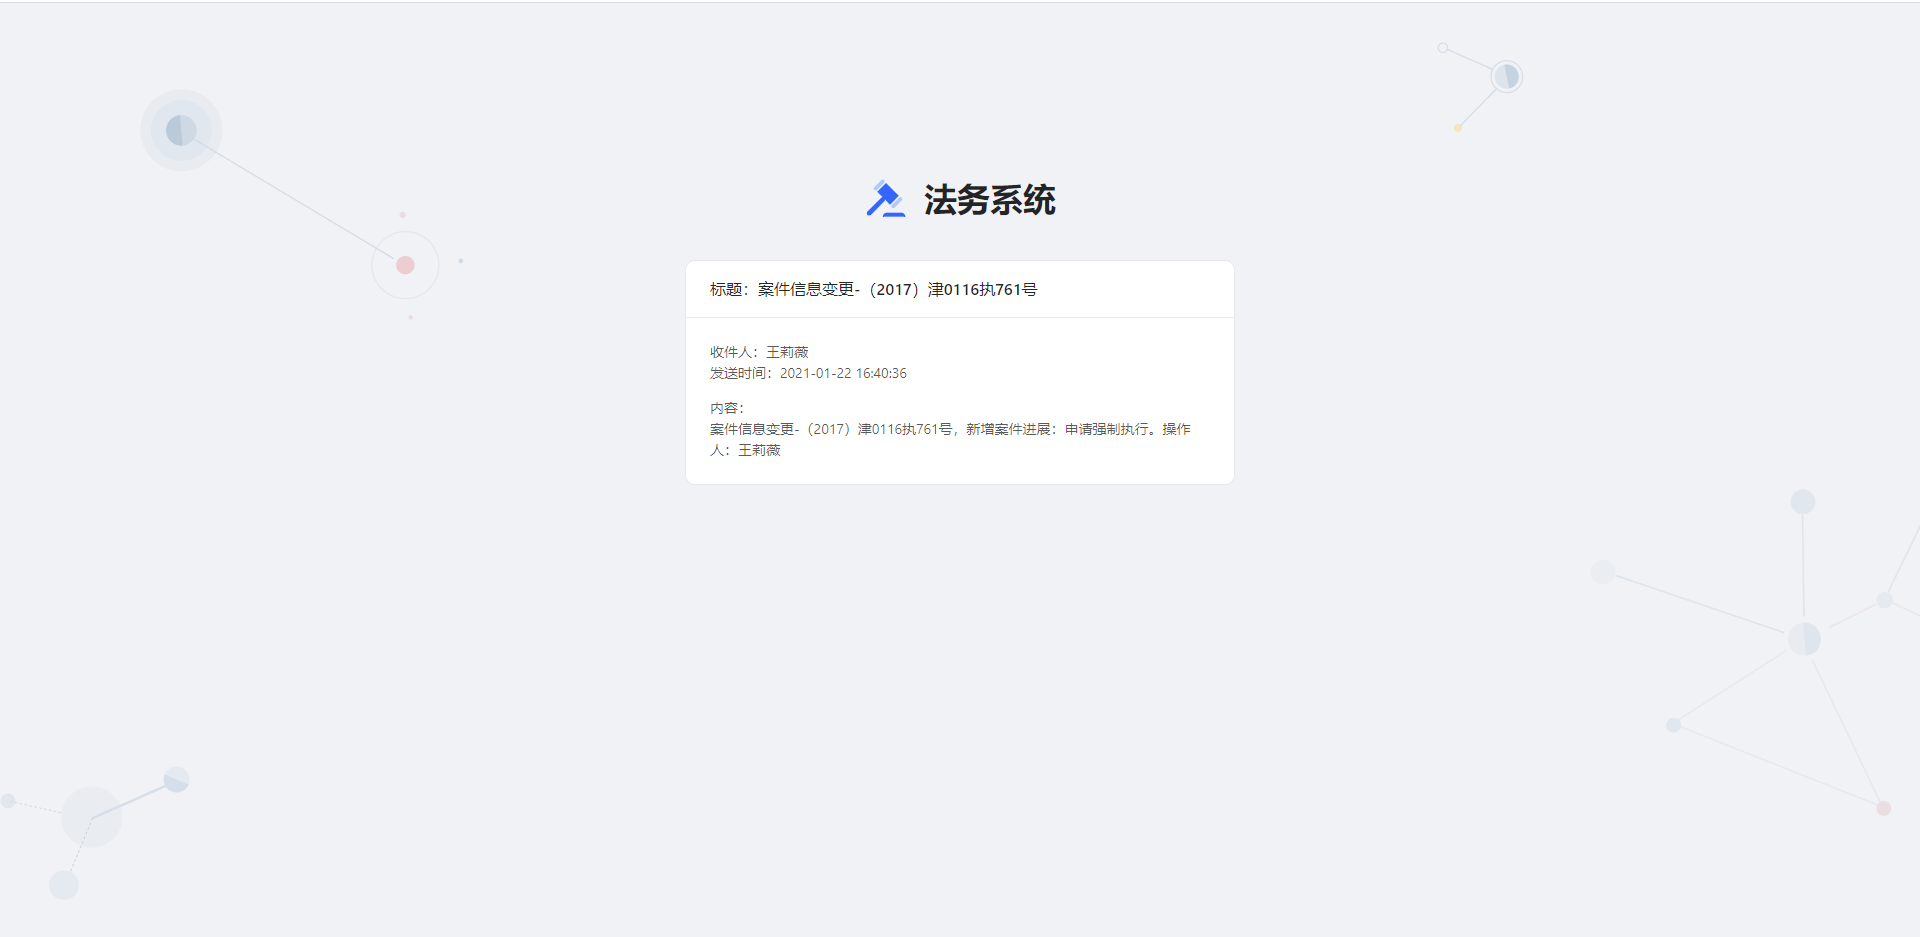 法务系统
标题：案件信息变更-（2017）津0116执761号
收件人：王莉薇
发送时间：2021-01-22 16:40:36
内容：
案件信息变更-（2017）津0116执761号，新增案件进展：申请强制执行。操作
人：王莉薇